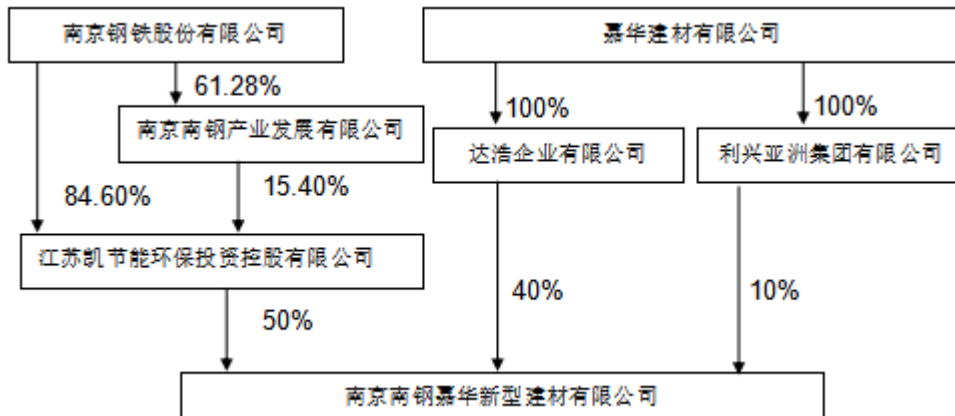 南京钢铁股份有限公司
嘉华建材有限公司
61.28%
100%
100%
南京南钢产业发展有限公司
达浩企业有限公司
利兴亚洲集团有限公司
84.60%
15.40%
江苏凯节能环保投资控股有限公司
50%
40%
10%
南京南钢嘉华新型建材有限公司